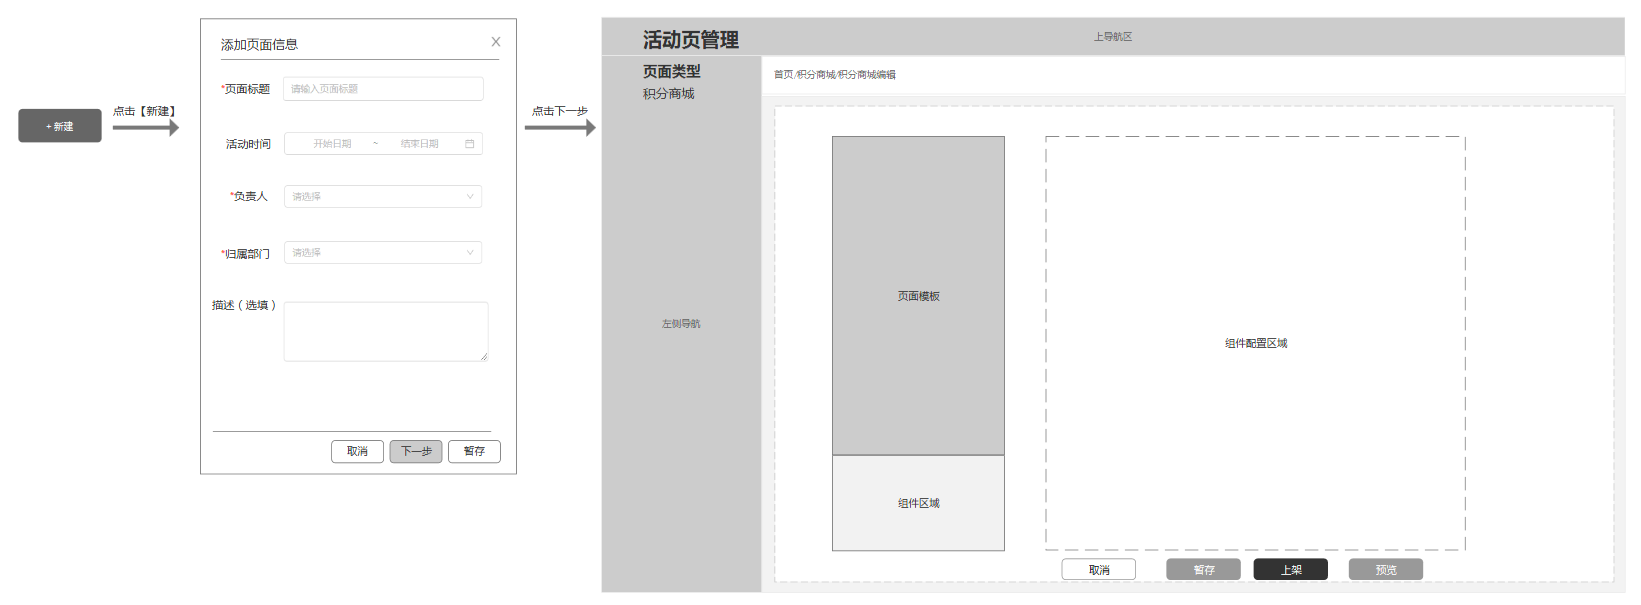 + 新建
点击【新建】
添加页面信息
*页面标题
请输入页面标题
活动时间
开始日期 ~ 结束日期
*负责人
请选择
*归属部门
请选择
描述（选填）
取消
下一步
暂存
点击下一步
活动页管理
上导航区
页面类型
积分商城
左侧导航
首页/积分商城/积分商城编辑
页面模板
组件区域
组件配置区域
取消
暂存
上架
预览